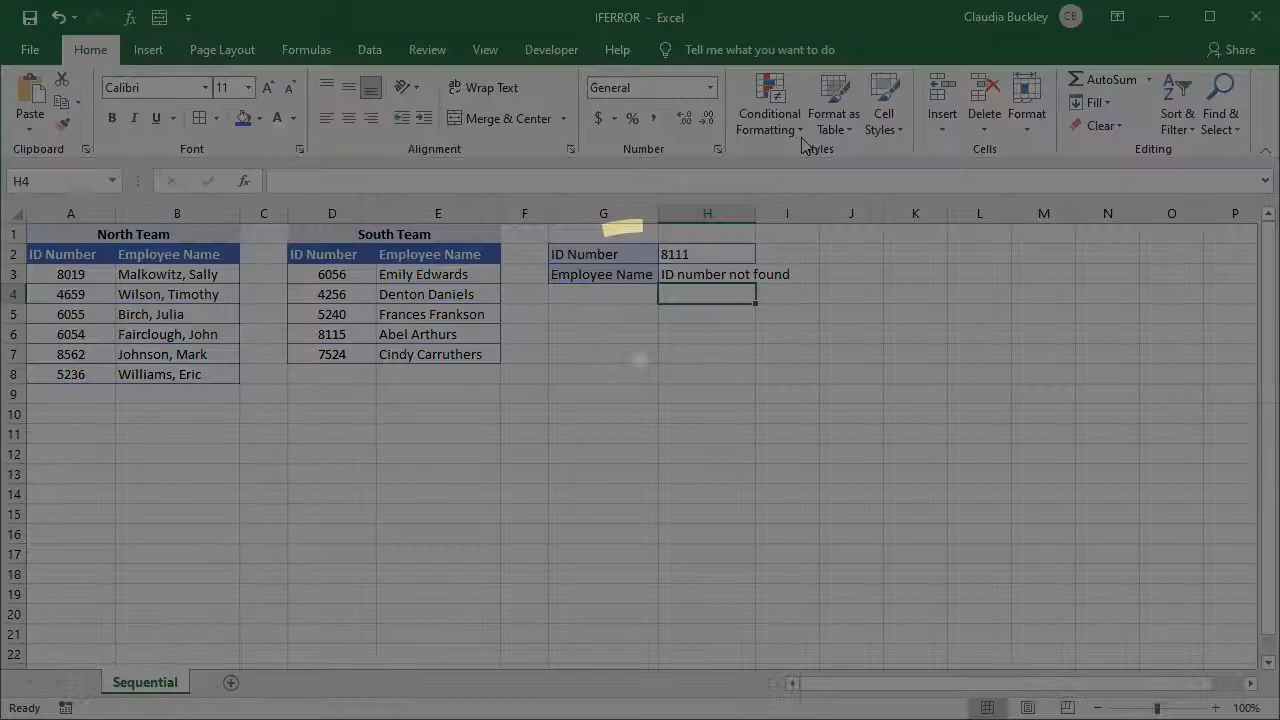 IFERROR - Excel
Claudia Buckley CB
File Home Insert Page Layout Formulas Data Review View Developer Help Tell me what you want to do Share
Calibri 11 Wrap Text General AutoSum
Paste Conditional Formatting Format as Table Cell Styles Insert Delete Format Fill Sort & Filter Find & Select
B I U A Merge & Center $ % , Clear
Clipboard Font Alignment Number Styles Cells Editing
H4 fx
A B C D E F G H I J K L M N O P
1 North Team South Team
2 ID Number Employee Name ID Number Employee Name ID Number 8111
3 8019 Malkowitz, Sally 6056 Emily Edwards Employee Name ID number not found
4 4659 Wilson, Timothy 4256 Denton Daniels
5 6055 Birch, Julia 5240 Frances Frankson
6 6054 Fairclough, John 8115 Abel Arthurs
7 8562 Johnson, Mark 7524 Cindy Carruthers
8 5236 Williams, Eric
9
10
11
12
13
14
15
16
17
18
19
20
21
22
Sequential
Ready 100%